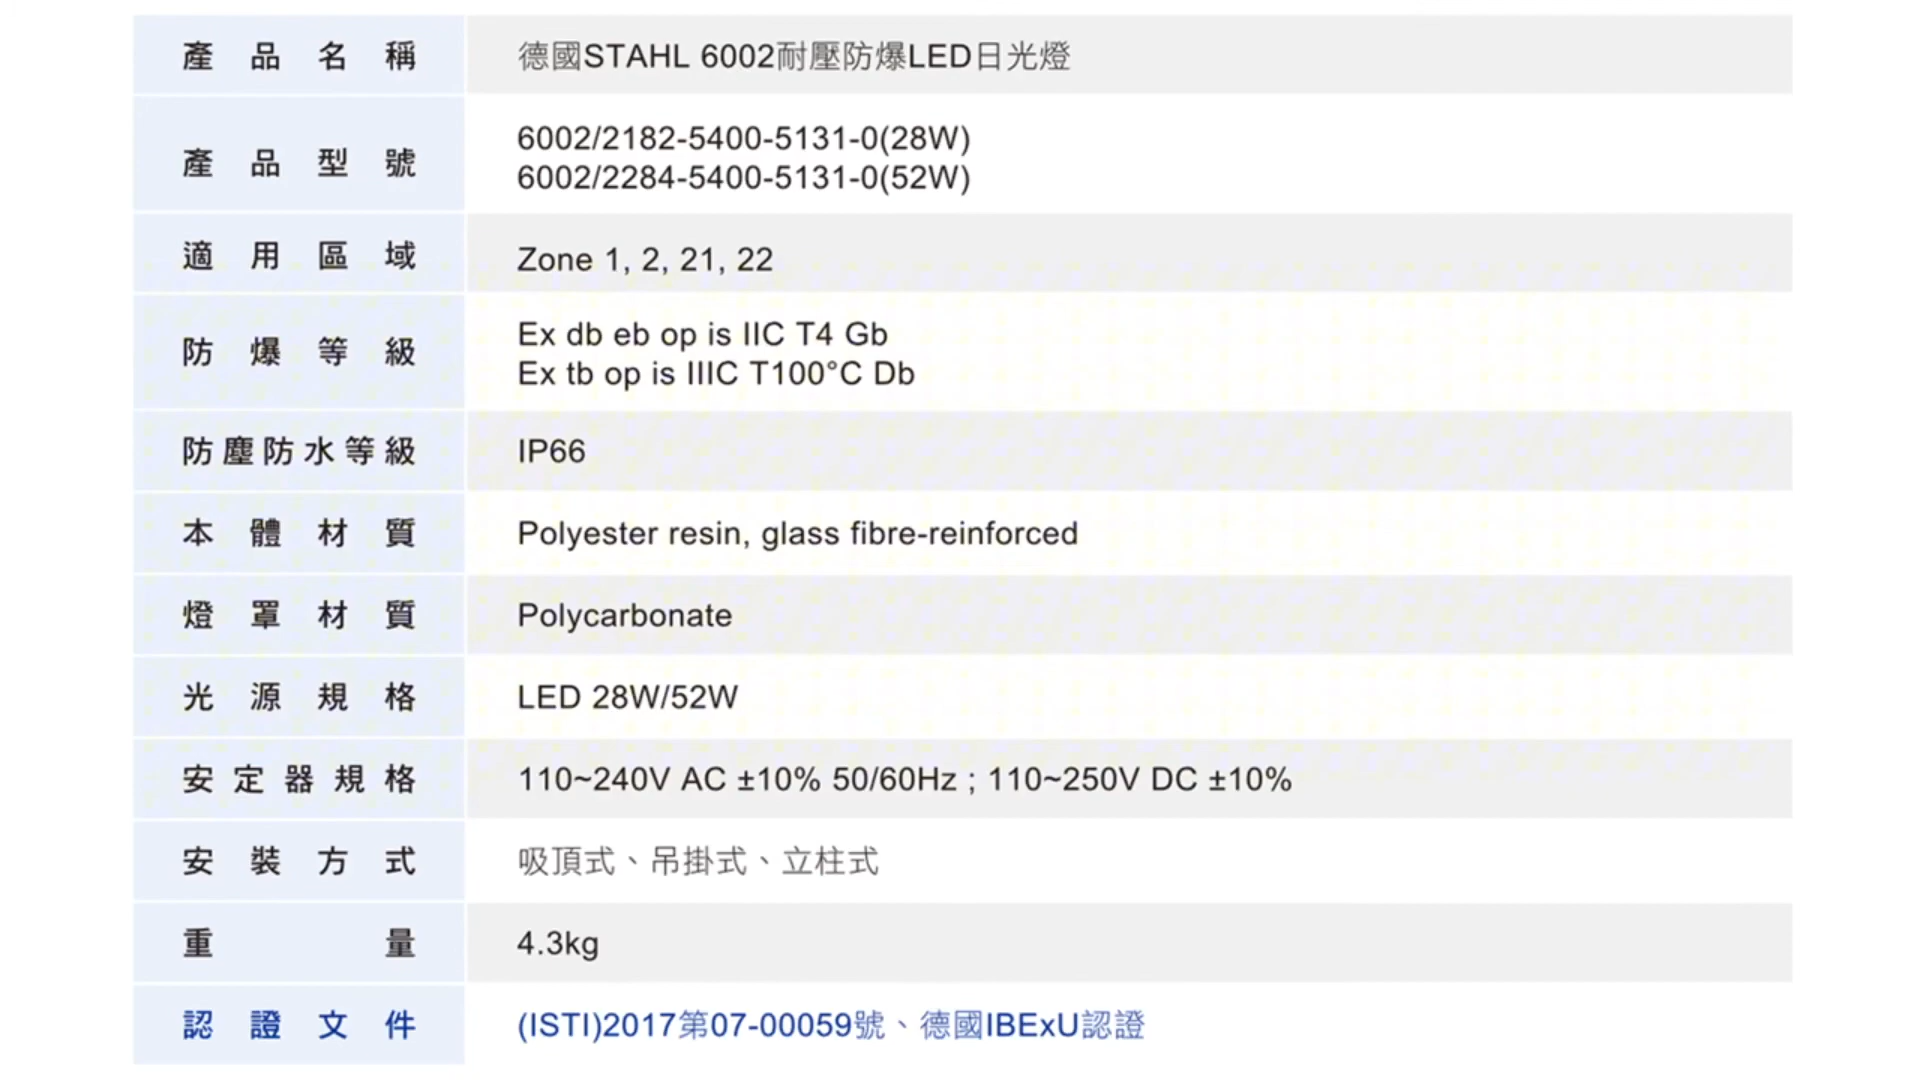 產品名稱 德國STAHL 6002耐壓防爆LED日光燈
產品型號 6002/2182-5400-5131-0(28W)
6002/2284-5400-5131-0(52W)
適用區域 Zone 1, 2, 21, 22
防爆等級 Ex db eb op is IIC T4 Gb
Ex tb op is IIIC T100°C Db
防塵防水等級 IP66
本體材質 Polyester resin, glass fibre-reinforced
燈罩材質 Polycarbonate
光源規格 LED 28W/52W
安定器規格 110~240V AC ±10% 50/60Hz ; 110~250V DC ±10%
安裝方式 吸頂式、吊掛式、立柱式
重量 4.3kg
認證文件 (ISTI)2017第07-00059號、德國IBExU認證